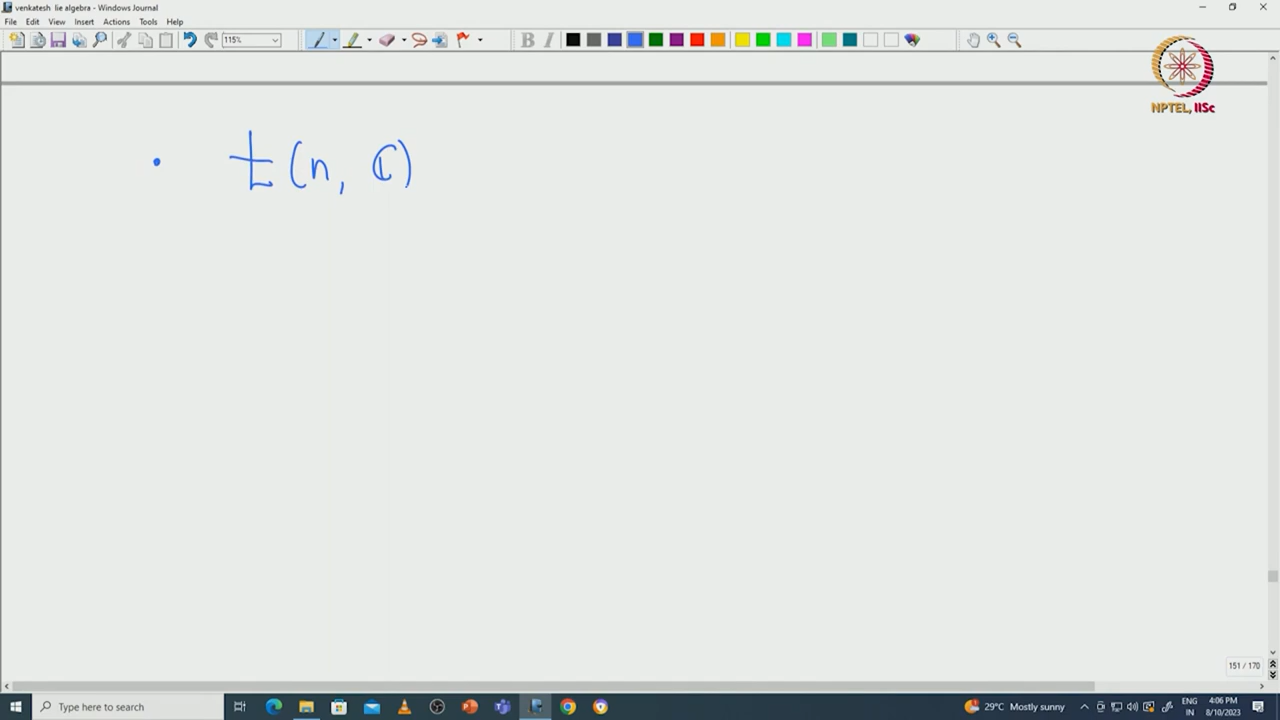 venkatesh lie algebra - Windows Journal
File Edit View Insert Actions Tools Help
115%
B I
NPTEL, IISc
• t(n, ℂ)
151 / 170
Type here to search
29°C Mostly sunny
ENG
IN
4:06 PM
8/10/2023